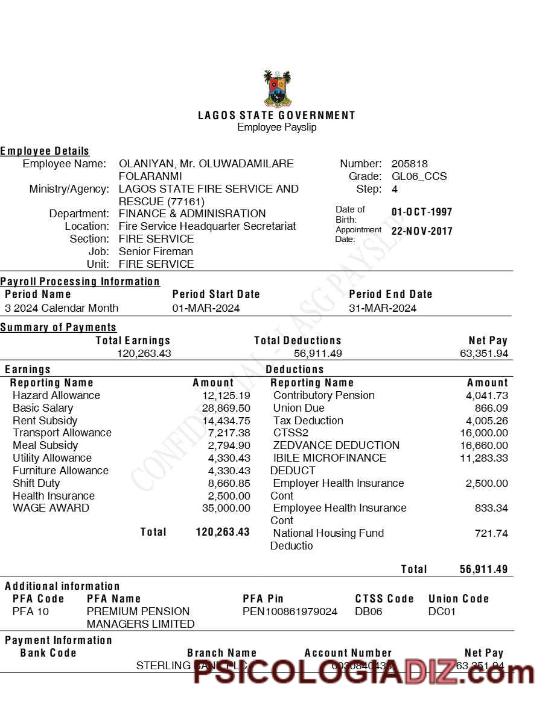 LAGOS STATE GOVERNMENT
Employee Payslip
Employee Details
Employee Name: OLANIYAN, Mr. OLUWADAMILARE FOLARANMI
Number: 205818
Grade: GL06_CCS
Ministry/Agency: LAGOS STATE FIRE SERVICE AND RESCUE (77161)
Step: 4
Department: FINANCE & ADMINISRATION
Date of Birth: 01-OCT-1997
Location: Fire Service Headquarter Secretariat
Appointment Date: 22-NOV-2017
Section: FIRE SERVICE
Job: Senior Fireman
Unit: FIRE SERVICE
Payroll Processing Information
Period Name Period Start Date Period End Date
3 2024 Calendar Month 01-MAR-2024 31-MAR-2024
Summary of Payments
Total Earnings Total Deductions Net Pay
120,263.43 56,911.49 63,351.94
Earnings Deductions
Reporting Name Amount Reporting Name Amount
Hazard Allowance 12,125.19 Contributory Pension 4,041.73
Basic Salary 28,869.50 Union Due 866.09
Rent Subsidy 14,434.75 Tax Deduction 4,005.26
Transport Allowance 7,217.38 CTSS2 16,000.00
Meal Subsidy 2,794.90 ZEDVANCE DEDUCTION 16,660.00
Utility Allowance 4,330.43 IBILE MICROFINANCE 11,283.33
Furniture Allowance 4,330.43 DEDUCT
Shift Duty 8,660.85 Employer Health Insurance 2,500.00
Health Insurance 2,500.00 Cont
WAGE AWARD 35,000.00 Employee Health Insurance 833.34
Cont
Total 120,263.43 National Housing Fund 721.74
Deductio
Total 56,911.49
Additional information
PFA Code PFA Name PFA Pin CTSS Code Union Code
PFA 10 PREMIUM PENSION PEN100861979024 DB06 DC01
MANAGERS LIMITED
Payment Information
Bank Code Branch Name Account Number Net Pay
STERLING BANK PLC 63,351.94
PSICOLOGIADIZ.com
CONFIDENTIAL - LASG PAYSLIP